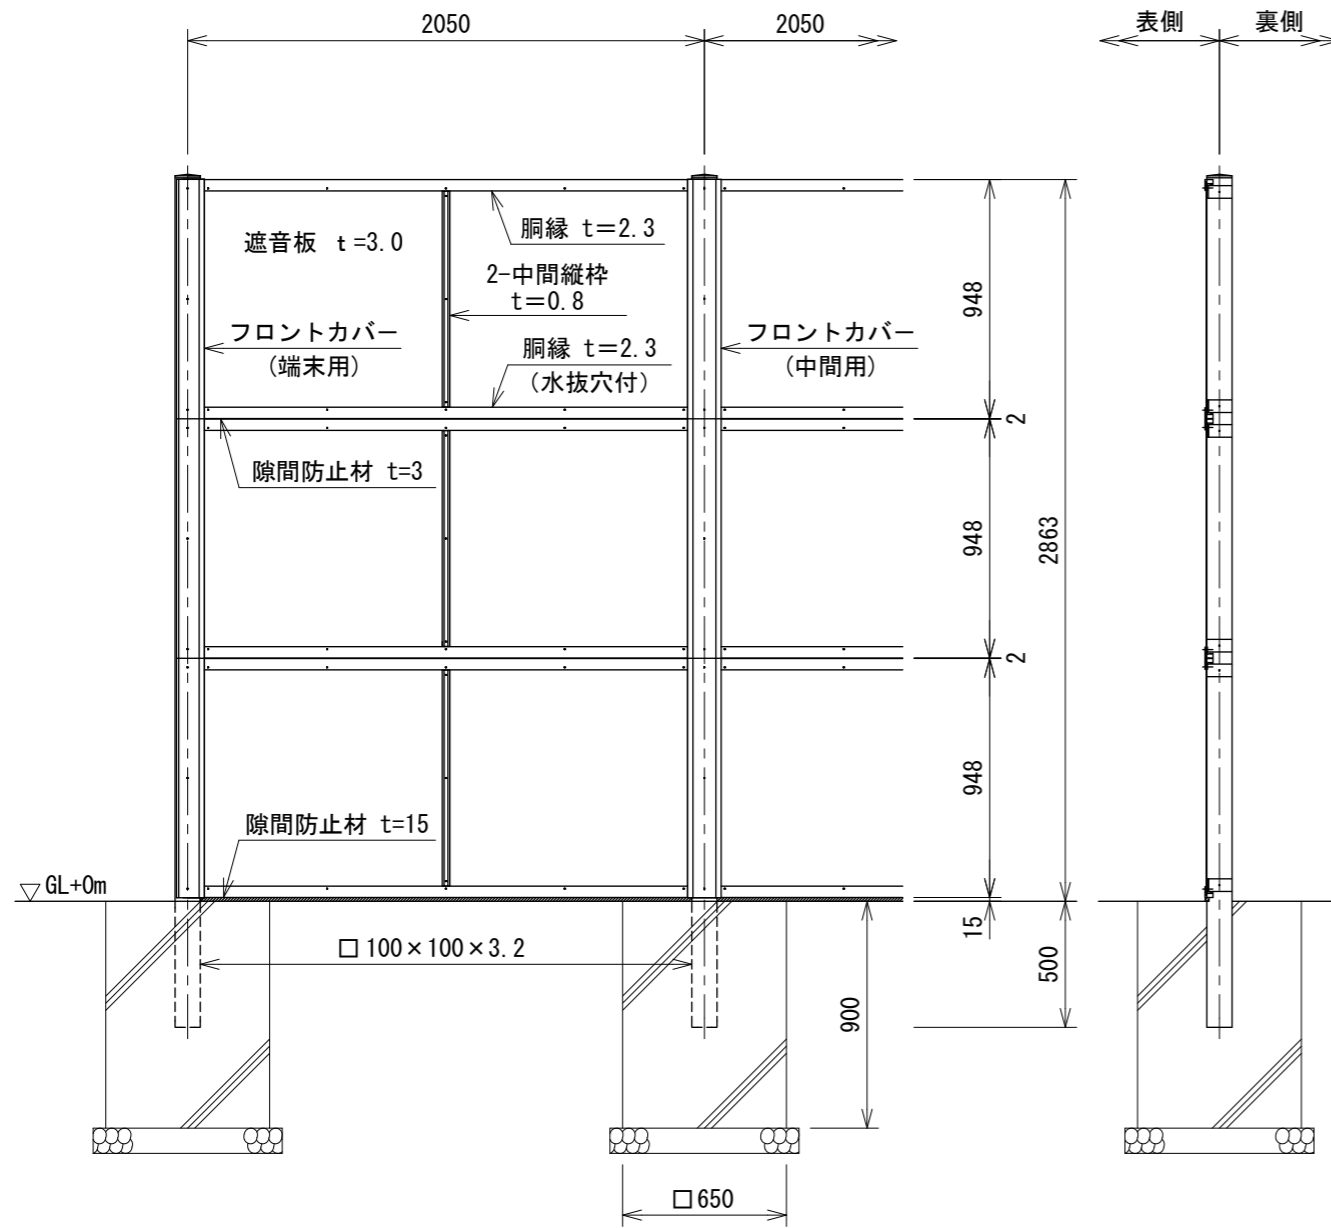 2050
2050
表側
裏側
遮音板 t=3.0
胴縁 t=2.3
2-中間縦枠
t=0.8
フロントカバー
(端末用)
胴縁 t=2.3
(水抜穴付)
フロントカバー
(中間用)
隙間防止材 t=3
隙間防止材 t=15
948
2
948
2863
2
948
15
▽GL+0m
□100×100×3.2
500
900
□650